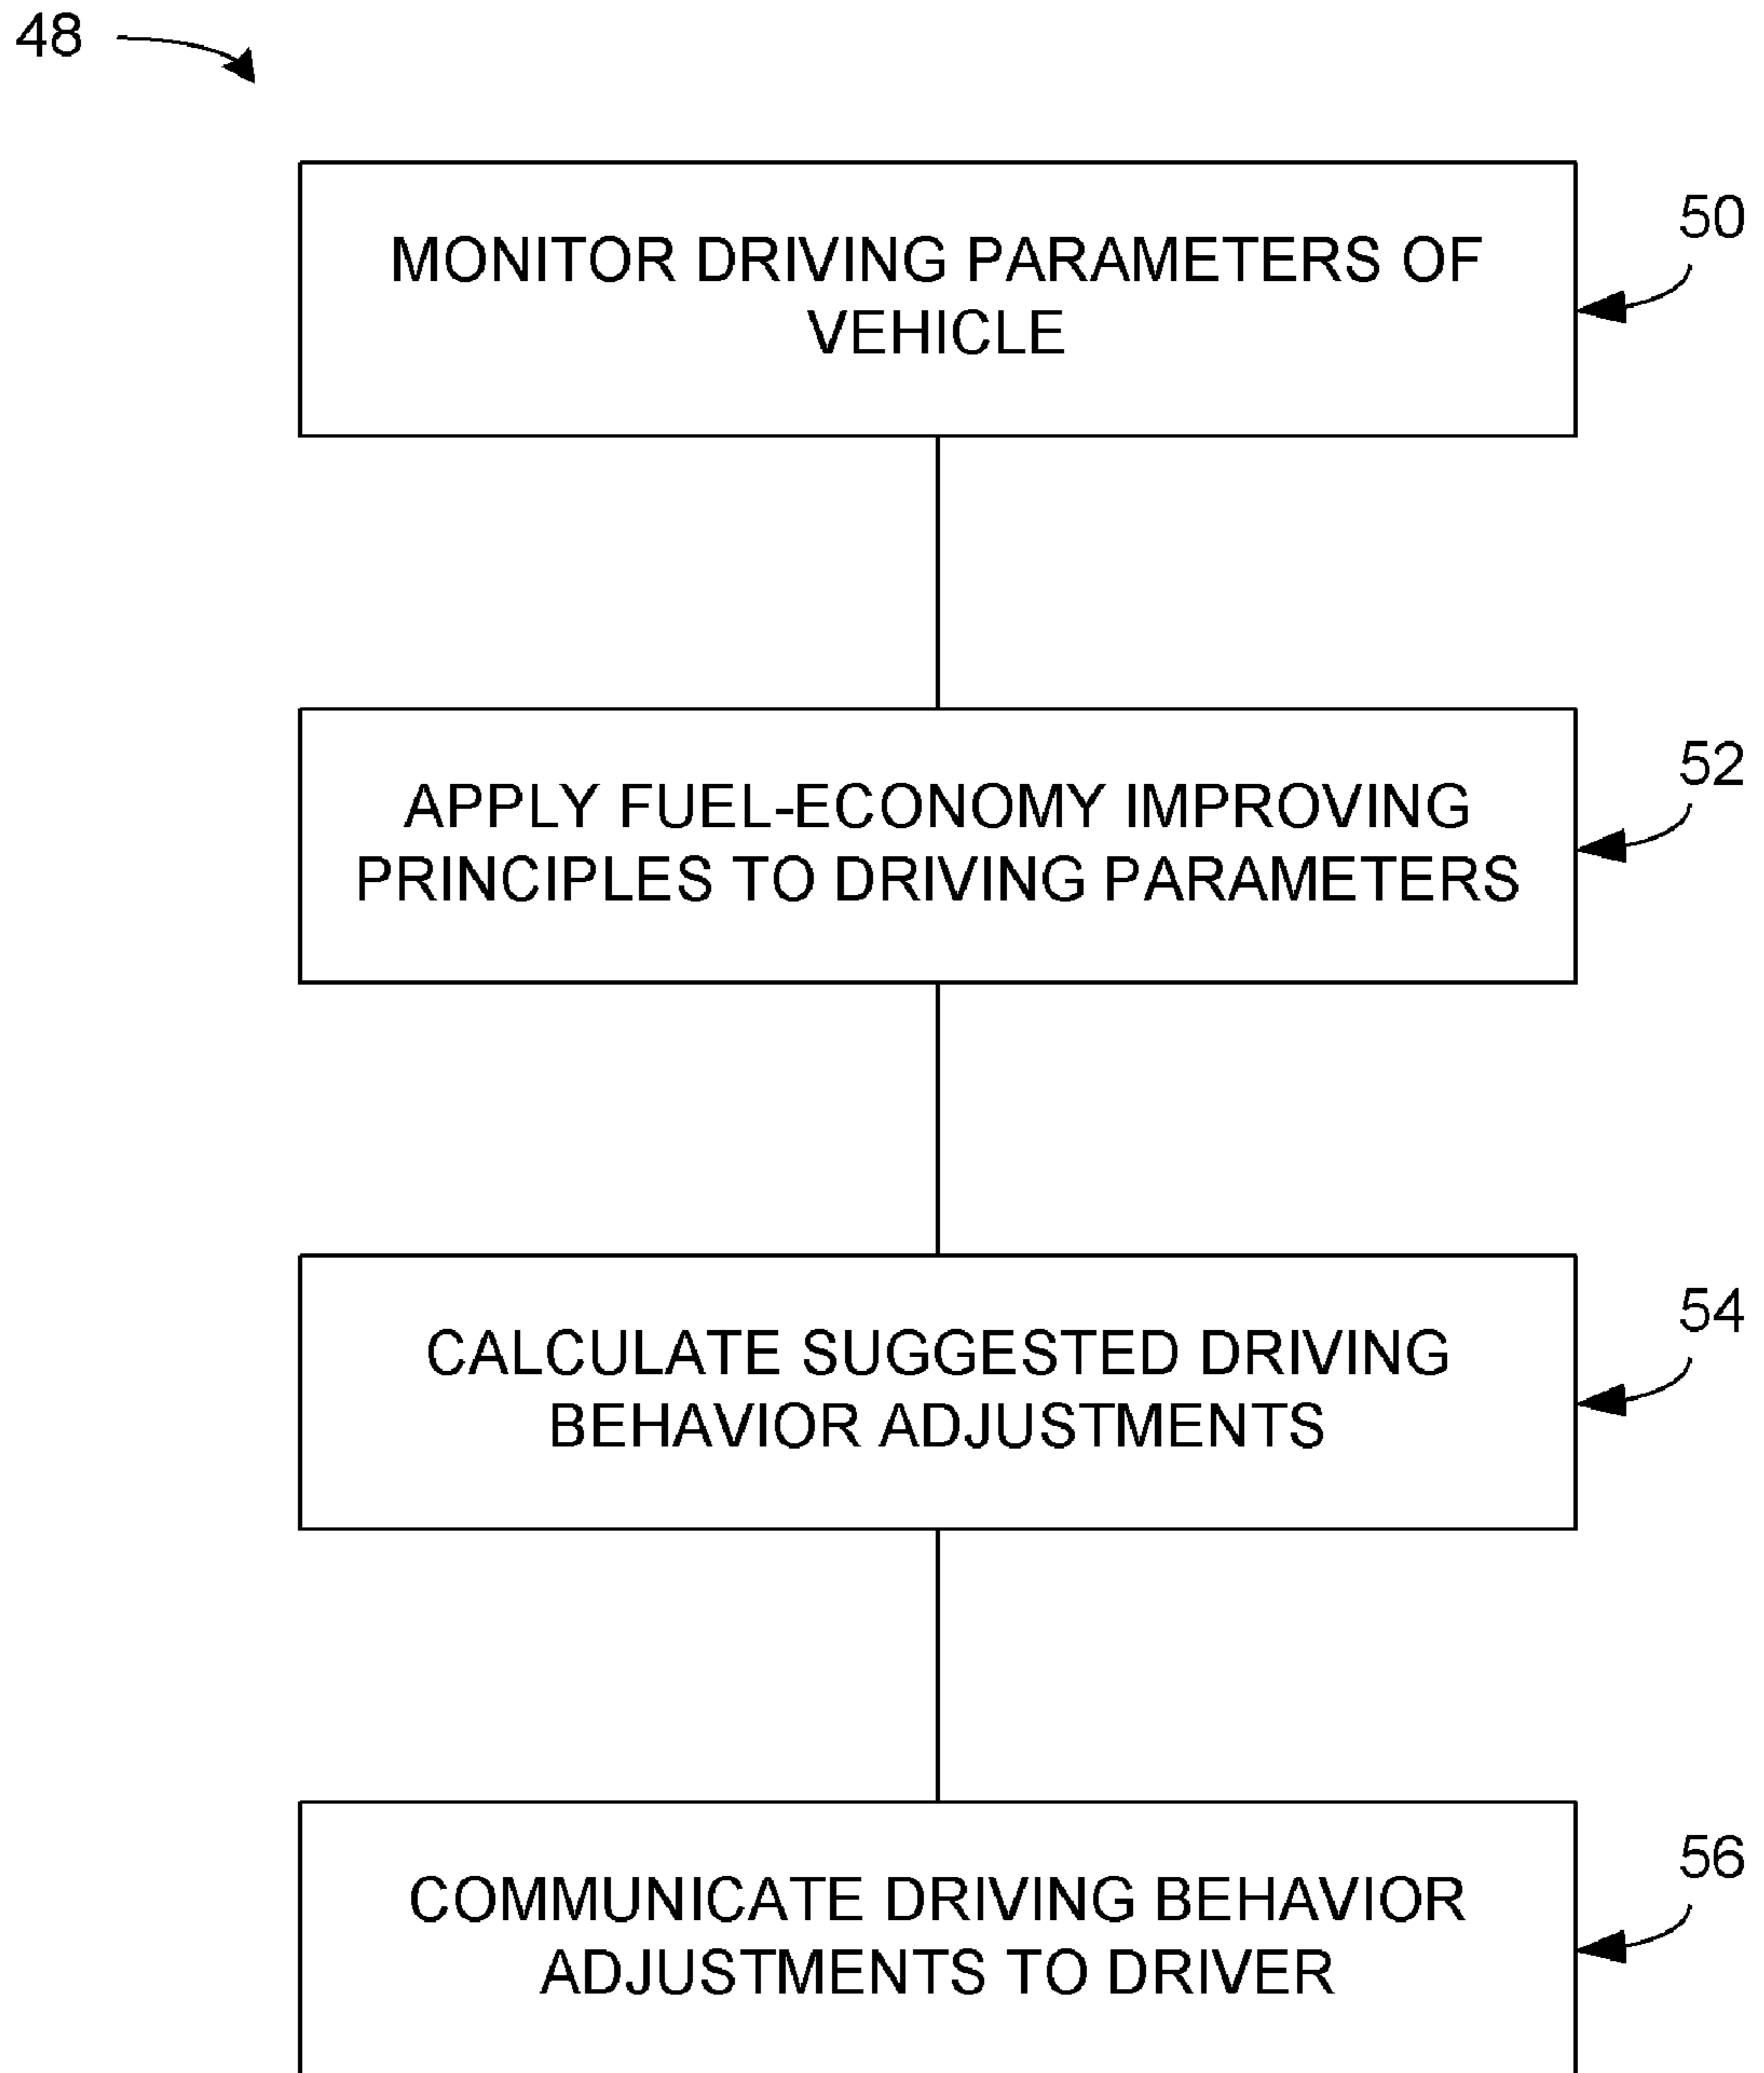 48
MONITOR DRIVING PARAMETERS OF
VEHICLE
50
APPLY FUEL-ECONOMY IMPROVING
PRINCIPLES TO DRIVING PARAMETERS
52
CALCULATE SUGGESTED DRIVING
BEHAVIOR ADJUSTMENTS
54
COMMUNICATE DRIVING BEHAVIOR
ADJUSTMENTS TO DRIVER
56